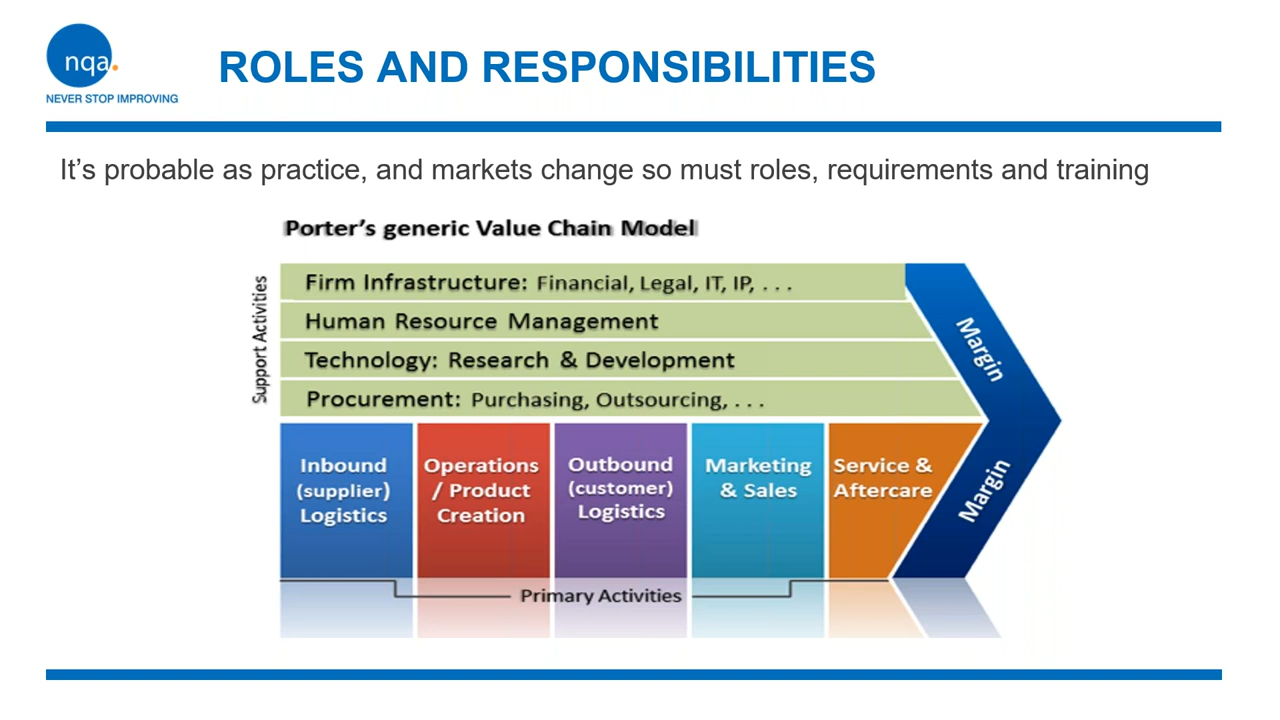 nqa.
NEVER STOP IMPROVING
ROLES AND RESPONSIBILITIES
It's probable as practice, and markets change so must roles, requirements and training
Porter's generic Value Chain Model
Support Activities
Firm Infrastructure: Financial, Legal, IT, IP, . . .
Human Resource Management
Technology: Research & Development
Procurement: Purchasing, Outsourcing, . . .
Margin
Margin
Inbound
(supplier)
Logistics
Operations
/ Product
Creation
Outbound
(customer)
Logistics
Marketing
& Sales
Service &
Aftercare
Primary Activities